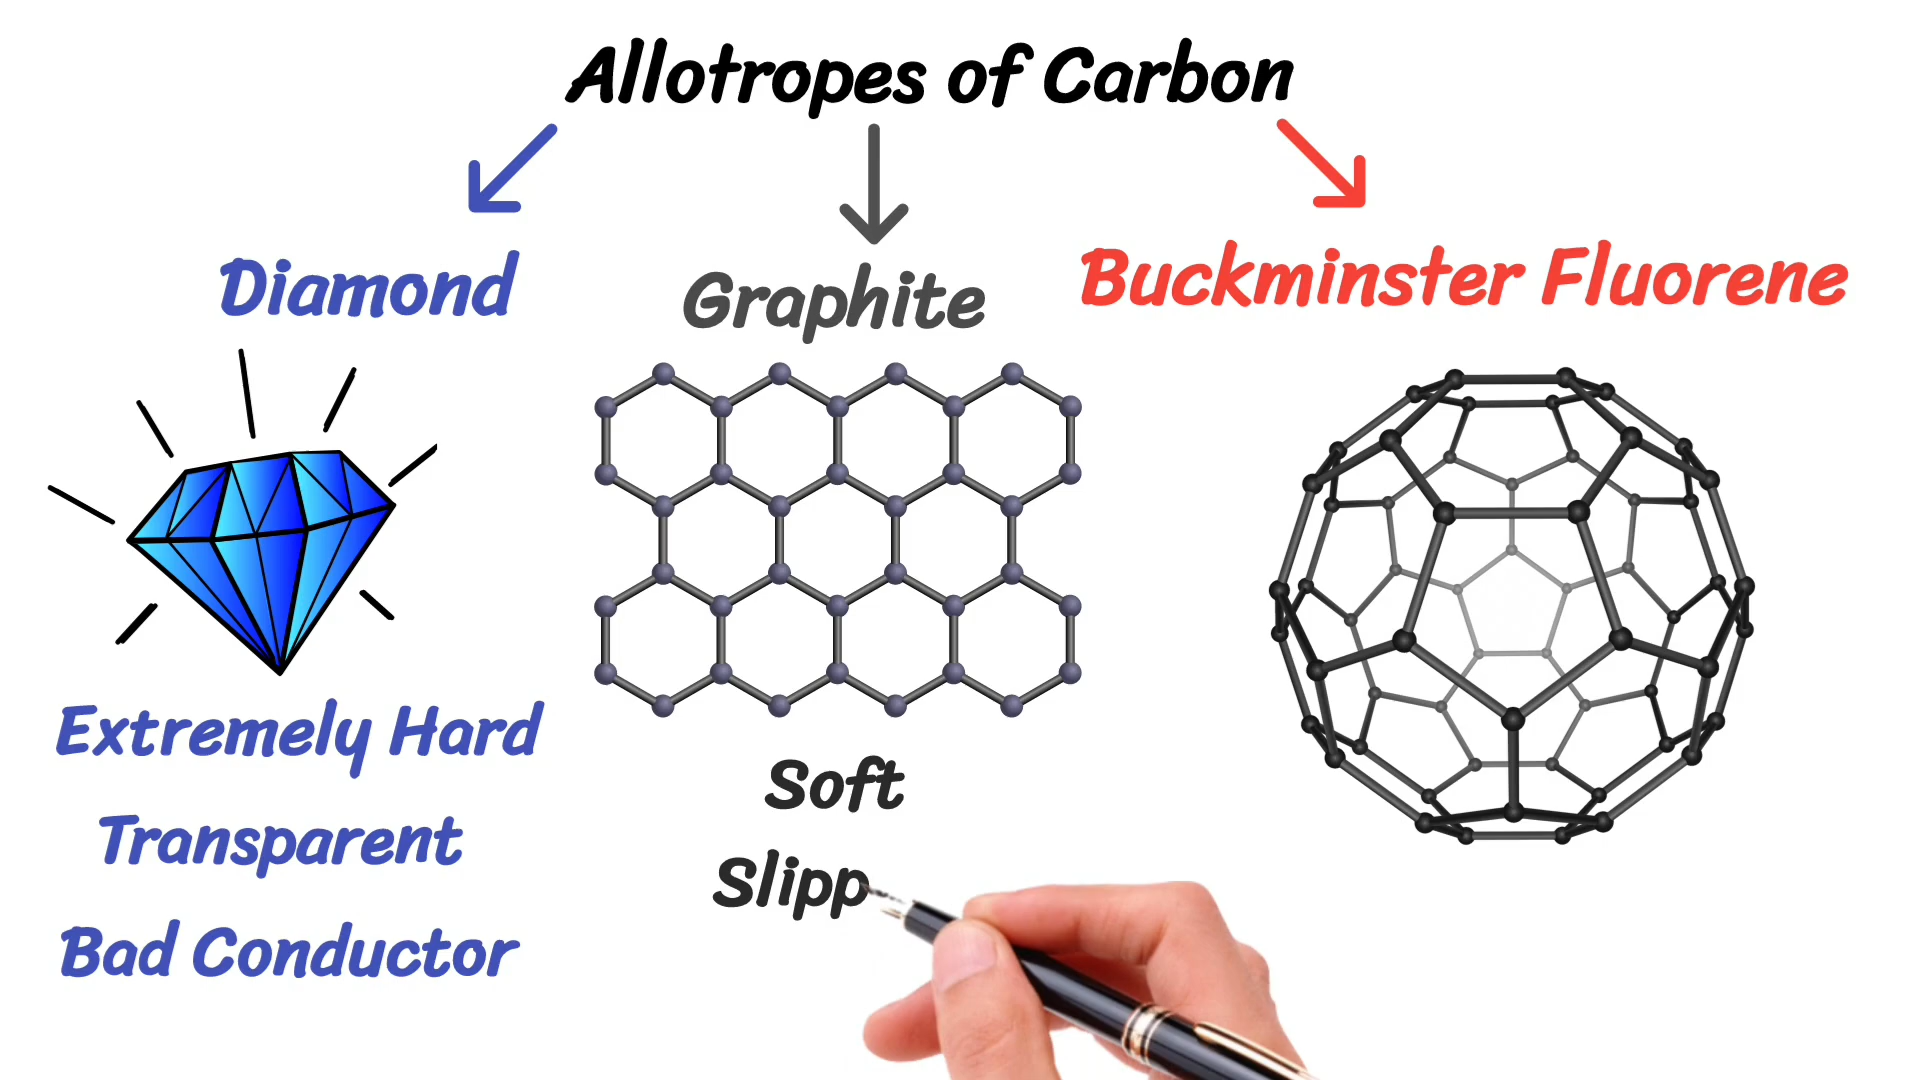 Allotropes of Carbon
Diamond
Graphite
Buckminster Fluorene
Extremely Hard
Transparent
Bad Conductor
Soft
Slipp